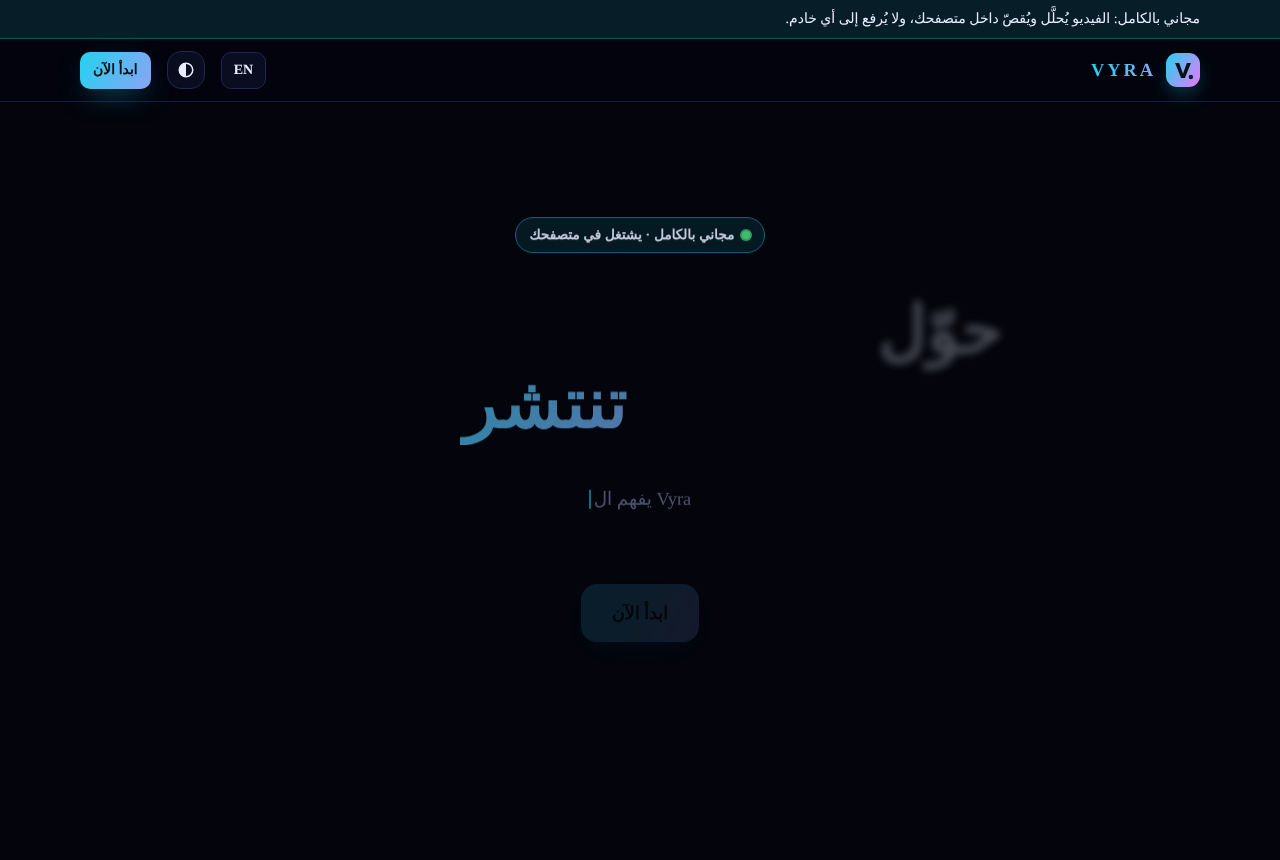 مجاني بالكامل: الفيديو يُحلَّل ويُقصّ داخل متصفحك، ولا يُرفع إلى أي خادم.
V. VYRA
EN
ابدأ الآن
مجاني بالكامل · يشتغل في متصفحك
حوّل
تنتشر
Vyra يفهم ال
ابدأ الآن